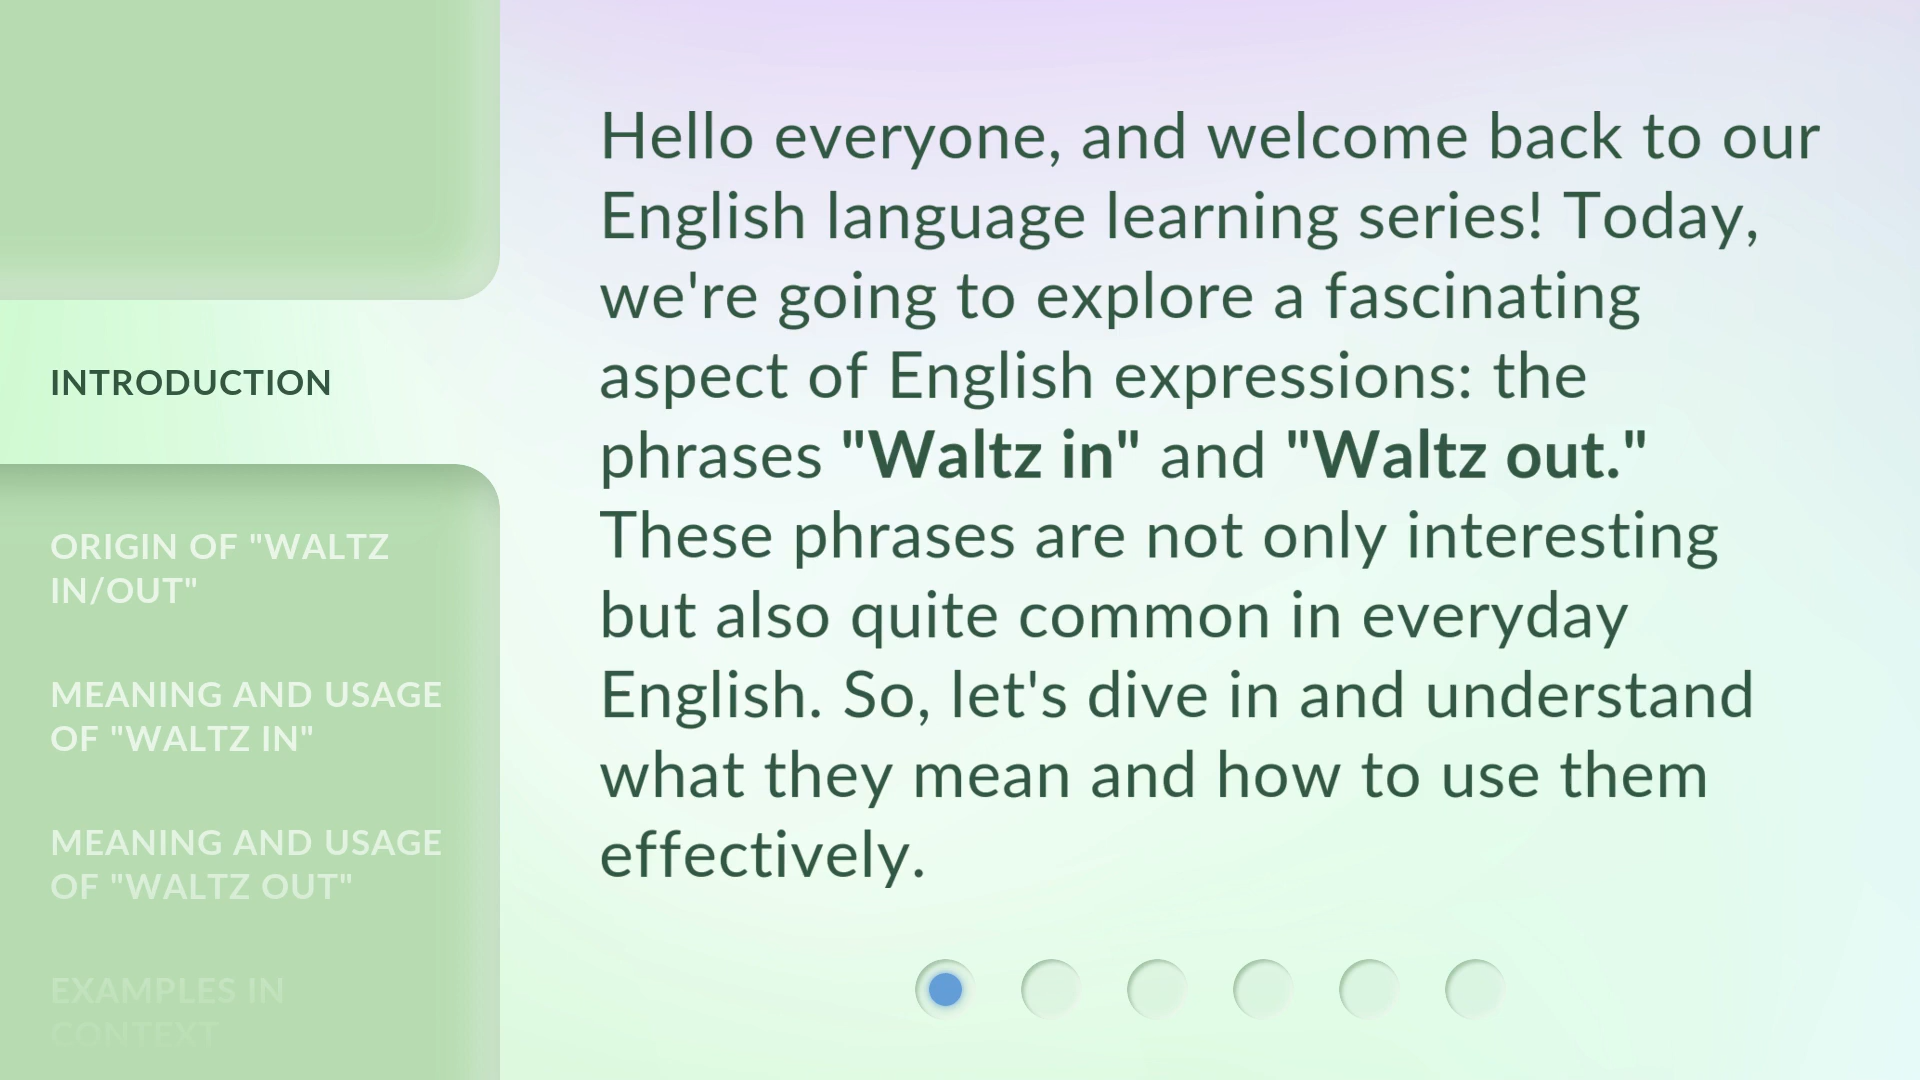 INTRODUCTION
ORIGIN OF "WALTZ
IN/OUT"
MEANING AND USAGE
OF "WALTZ IN"
MEANING AND USAGE
OF "WALTZ OUT"
EXAMPLES IN
CONTEXT
Hello everyone, and welcome back to our
English language learning series! Today,
we're going to explore a fascinating
aspect of English expressions: the
phrases "Waltz in" and "Waltz out."
These phrases are not only interesting
but also quite common in everyday
English. So, let's dive in and understand
what they mean and how to use them
effectively.